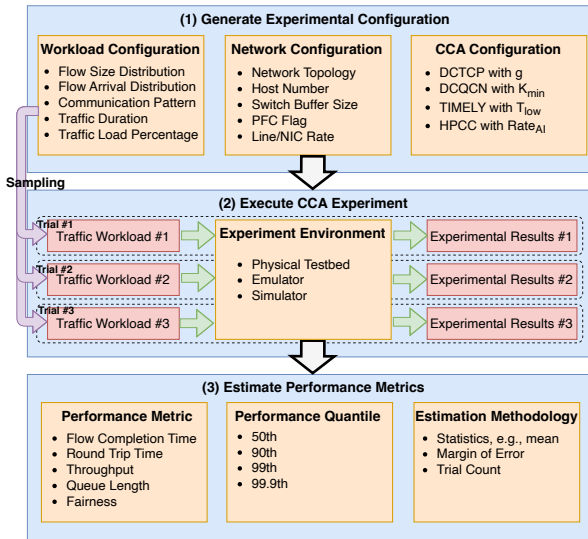 (1) Generate Experimental Configuration
Workload Configuration
• Flow Size Distribution
• Flow Arrival Distribution
• Communication Pattern
• Traffic Duration
• Traffic Load Percentage
Network Configuration
• Network Topology
• Host Number
• Switch Buffer Size
• PFC Flag
• Line/NIC Rate
CCA Configuration
• DCTCP with g
• DCQCN with Kmin
• TIMELY with Tlow
• HPCC with RateAI
Sampling
(2) Execute CCA Experiment
Trial #1
Traffic Workload #1
Trial #2
Traffic Workload #2
Trial #3
Traffic Workload #3
Experiment Environment
• Physical Testbed
• Emulator
• Simulator
Experimental Results #1
Experimental Results #2
Experimental Results #3
(3) Estimate Performance Metrics
Performance Metric
• Flow Completion Time
• Round Trip Time
• Throughput
• Queue Length
• Fairness
Performance Quantile
• 50th
• 90th
• 99th
• 99.9th
Estimation Methodology
• Statistics, e.g., mean
• Margin of Error
• Trial Count